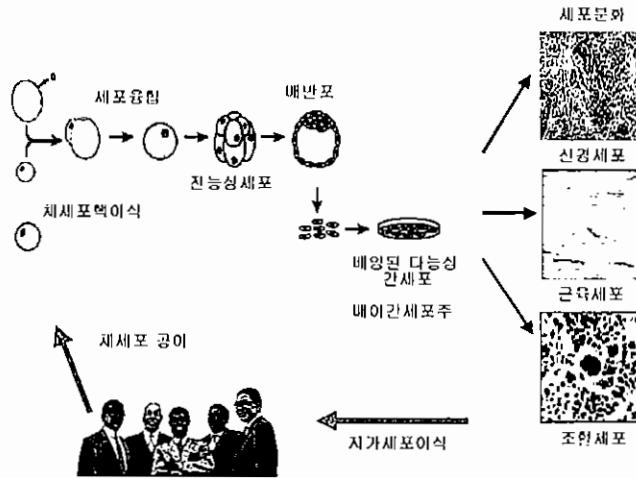 세포분화
세포융합
배반포
전능성세포
신경세포
체세포핵이식
배양된 다능성
간세포
배아간세포주
근육세포
체세포 공여
자가세포이식
조혈세포